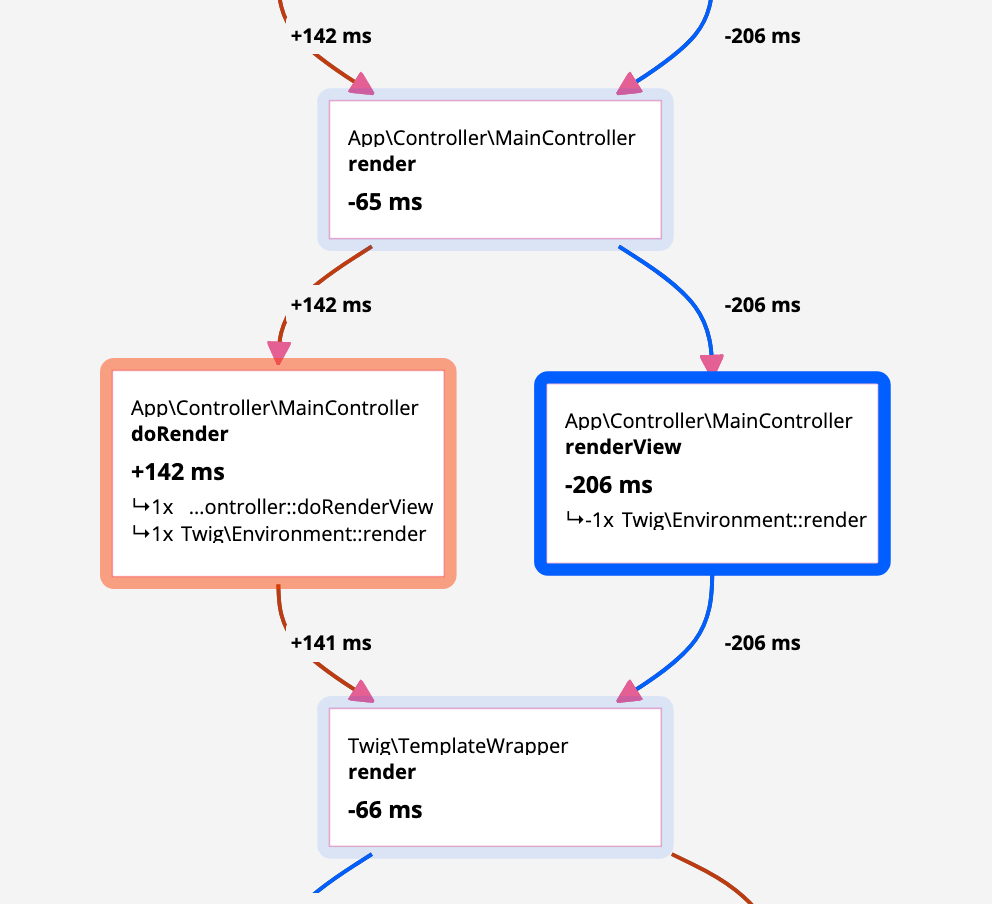 +142 ms
-206 ms
App\Controller\MainController
render
-65 ms
+142 ms
-206 ms
App\Controller\MainController
doRender
+142 ms
↳1x ...ontroller::doRenderView
↳1x Twig\Environment::render
App\Controller\MainController
renderView
-206 ms
↳-1x Twig\Environment::render
+141 ms
-206 ms
Twig\TemplateWrapper
render
-66 ms